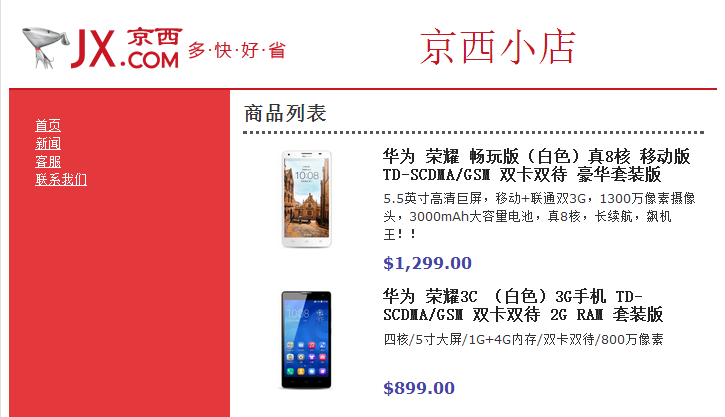 JX京西.COM 多·快·好·省
京西小店
首页
新闻
客服
联系我们
商品列表
华为 荣耀 畅玩版（白色）真8核 移动版
TD-SCDMA/GSM 双卡双待 豪华套装版
5.5英寸高清巨屏，移动+联通双3G，1300万像素摄像
头，3000mAh大容量电池，真8核，长续航，飙机
王！！
$1,299.00
华为 荣耀3C （白色）3G手机 TD-
SCDMA/GSM 双卡双待 2G RAM 套装版
四核/5寸大屏/1G+4G内存/双卡双待/800万像素
$899.00